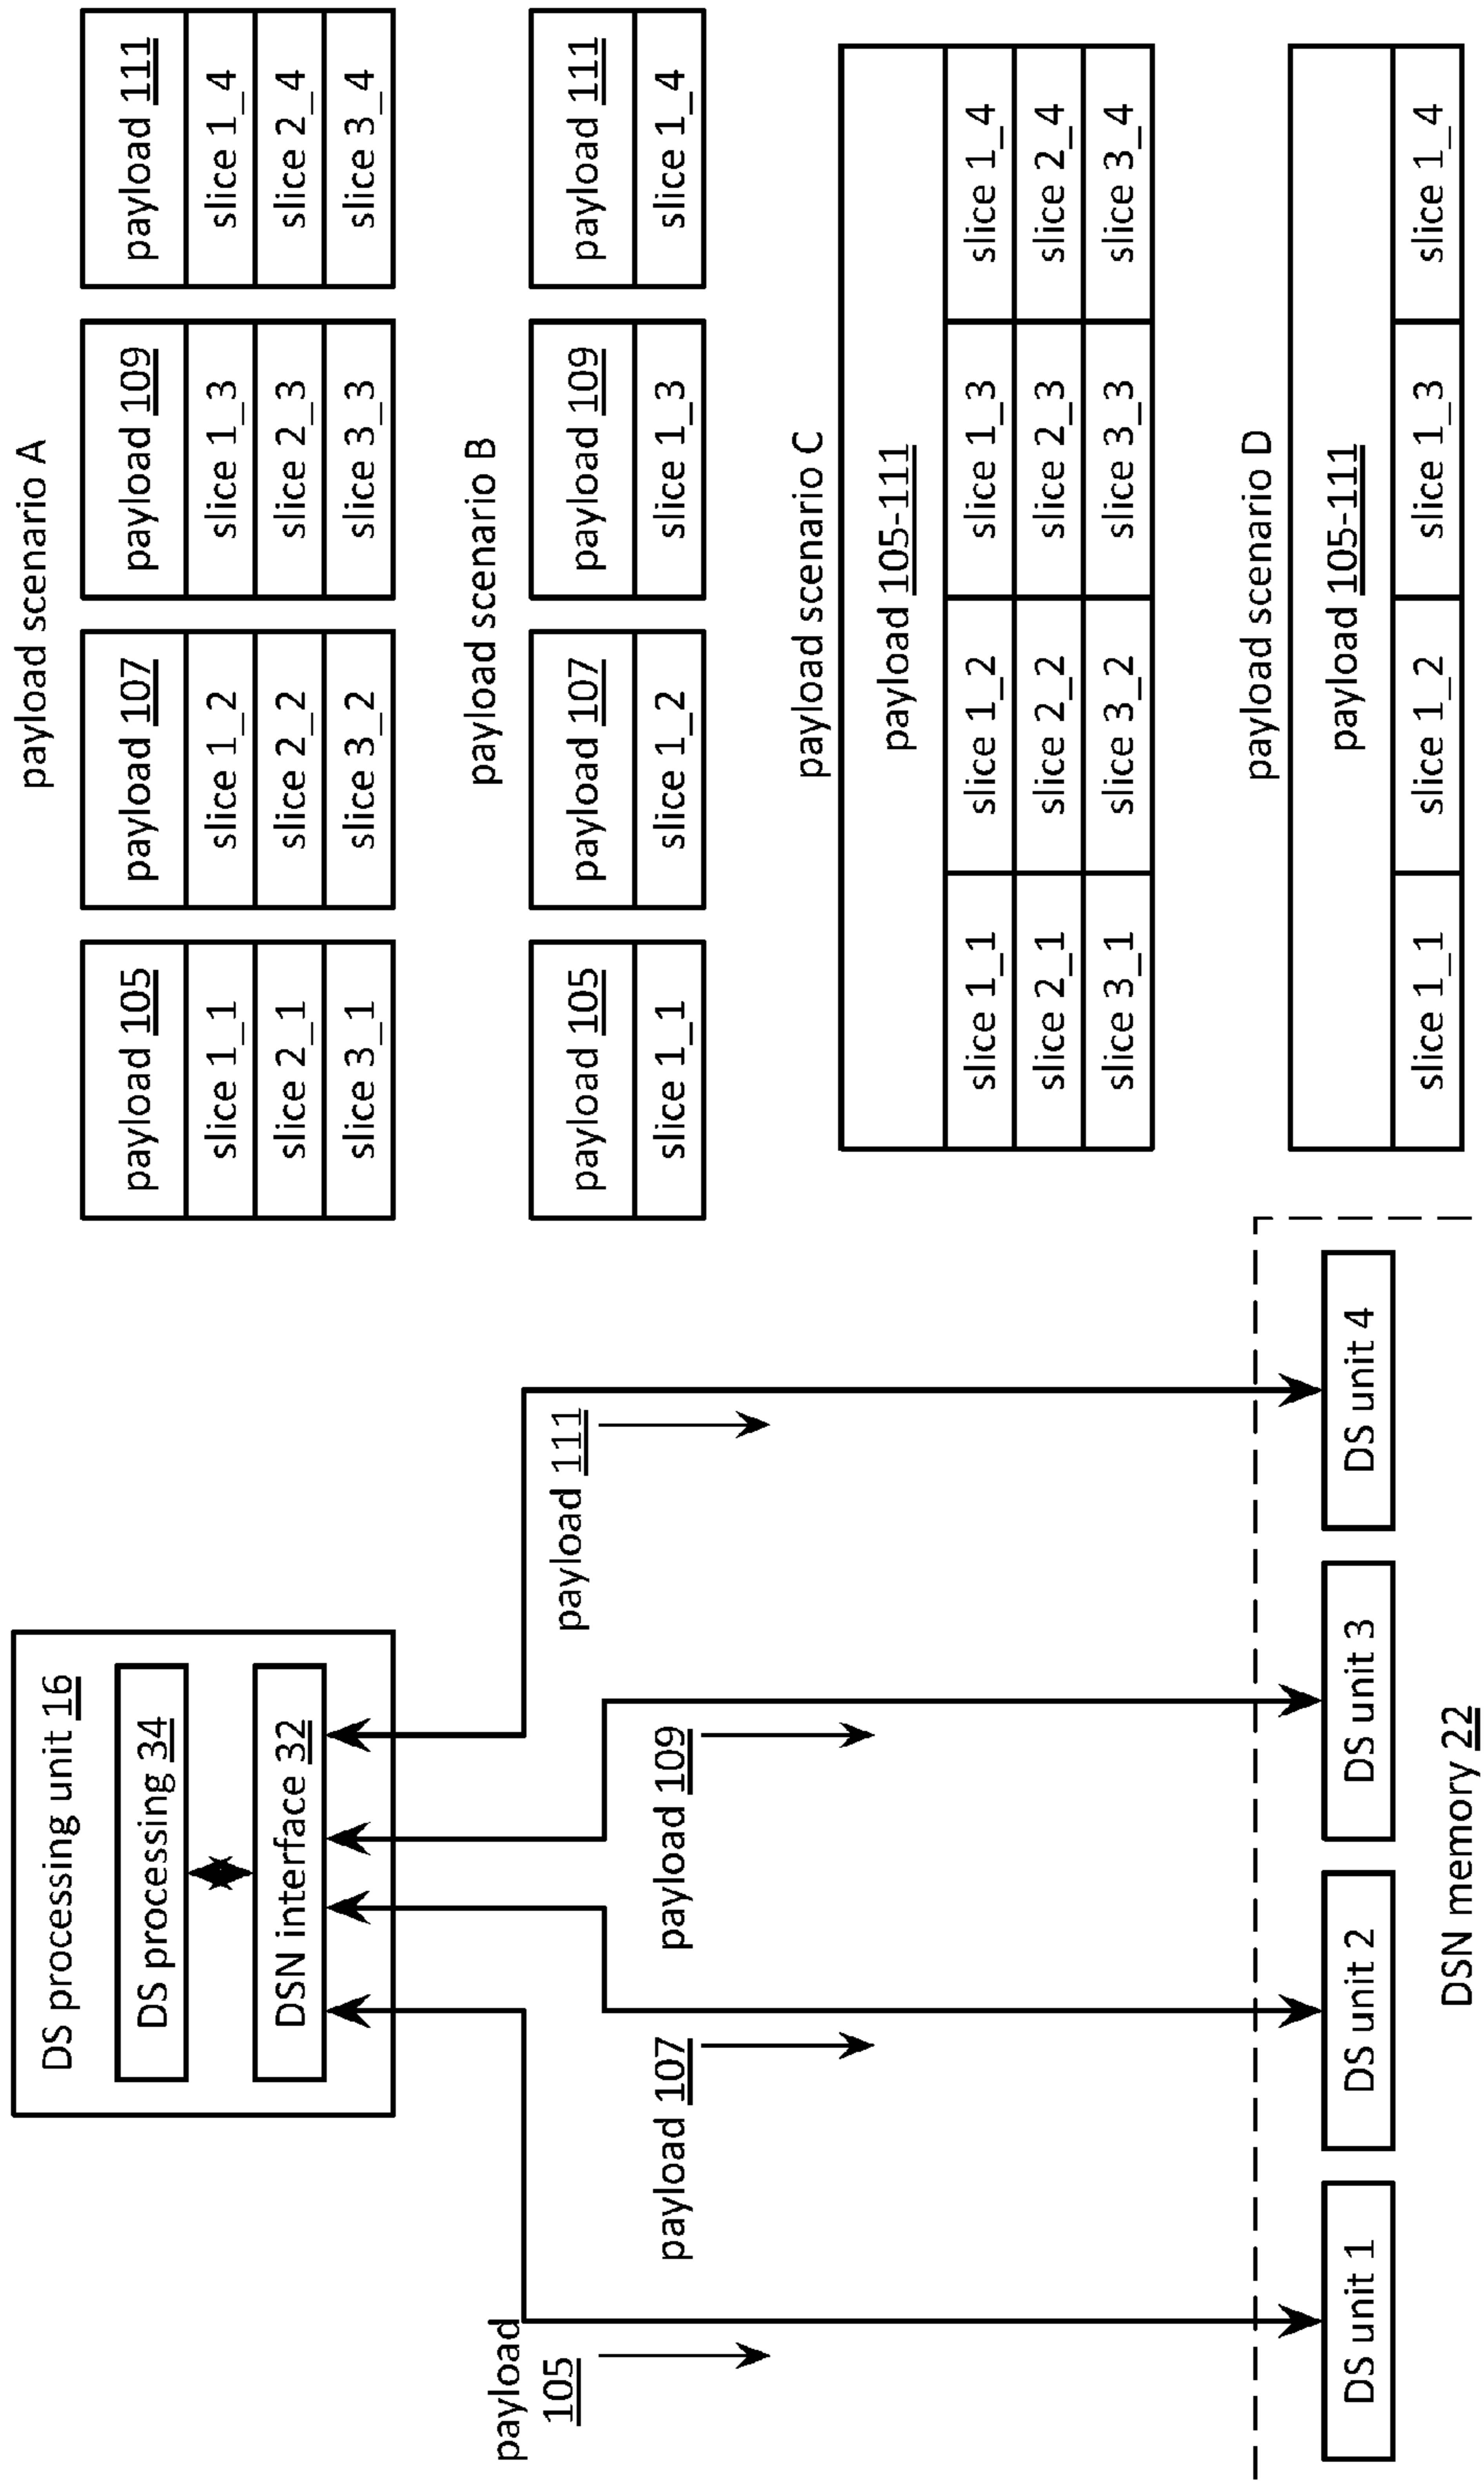 DS processing unit 16
DS processing 34
DSN interface 32
payload
105
payload 107
payload 109
payload 111
DS unit 1
DS unit 2
DS unit 3
DS unit 4
DSN memory 22
payload scenario A
payload 105
payload 107
payload 109
payload 111
slice 1_1
slice 1_2
slice 1_3
slice 1_4
slice 2_1
slice 2_2
slice 2_3
slice 2_4
slice 3_1
slice 3_2
slice 3_3
slice 3_4
payload scenario B
payload 105
payload 107
payload 109
payload 111
slice 1_1
slice 1_2
slice 1_3
slice 1_4
payload scenario C
payload 105-111
slice 1_1
slice 1_2
slice 1_3
slice 1_4
slice 2_1
slice 2_2
slice 2_3
slice 2_4
slice 3_1
slice 3_2
slice 3_3
slice 3_4
payload scenario D
payload 105-111
slice 1_1
slice 1_2
slice 1_3
slice 1_4